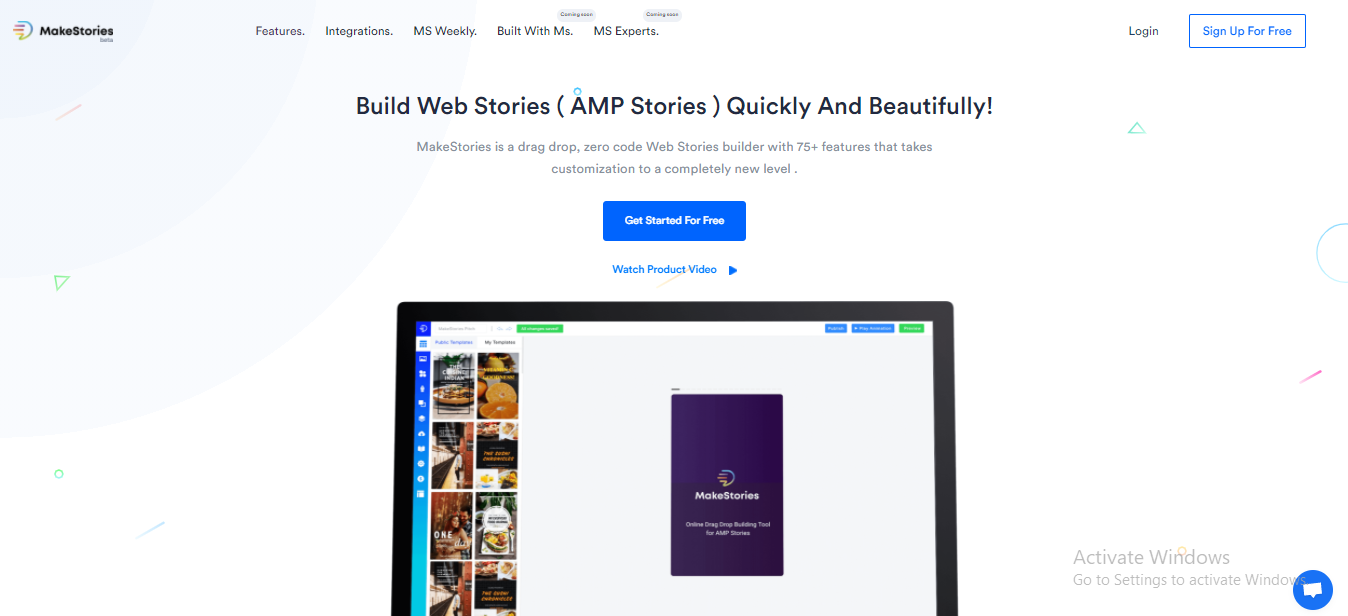 MakeStories
beta
Features.
Integrations.
MS Weekly.
Coming soon
Built With Ms.
Coming soon
MS Experts.
Login
Sign Up For Free
Build Web Stories ( AMP Stories ) Quickly And Beautifully!
MakeStories is a drag drop, zero code Web Stories builder with 75+ features that takes
customization to a completely new level .
Get Started For Free
Watch Product Video
All changes saved!
Publish
Play Animation
Preview
Public Templates
My Templates
THE SUSHI
CHRONICLES
ONE
MakeStories
Online Drag Drop Building Tool
for AMP Stories
THE SUSHI
CHRONICLES
Activate Windows
Go to Settings to activate Windows.